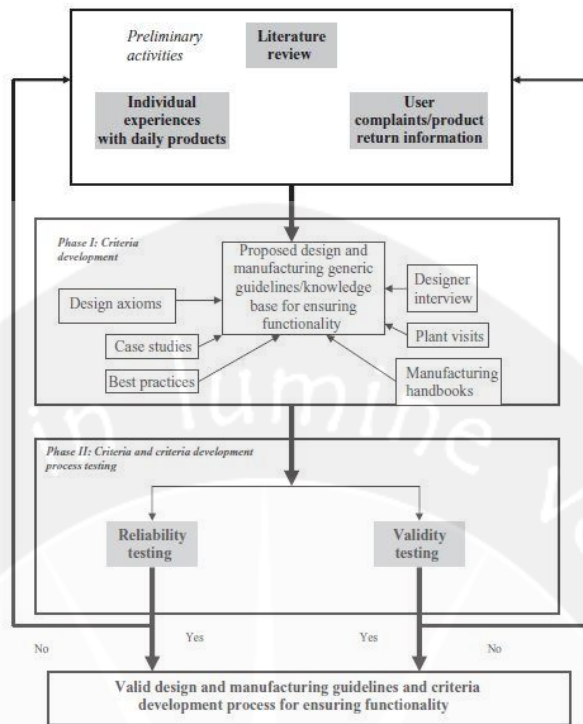 Preliminary
activities
Literature
review
Individual
experiences
with daily products
User
complaints/product
return information
Phase I: Criteria
development
Proposed design and
manufacturing generic
guidelines/knowledge
base for ensuring
functionality
Designer
interview
Design axioms
Plant visits
Case studies
Best practices
Manufacturing
handbooks
in lumine ve
Phase II: Criteria and criteria development
process testing
Reliability
testing
Validity
testing
No
Yes
Yes
No
Valid design and manufacturing guidelines and criteria
development process for ensuring functionality